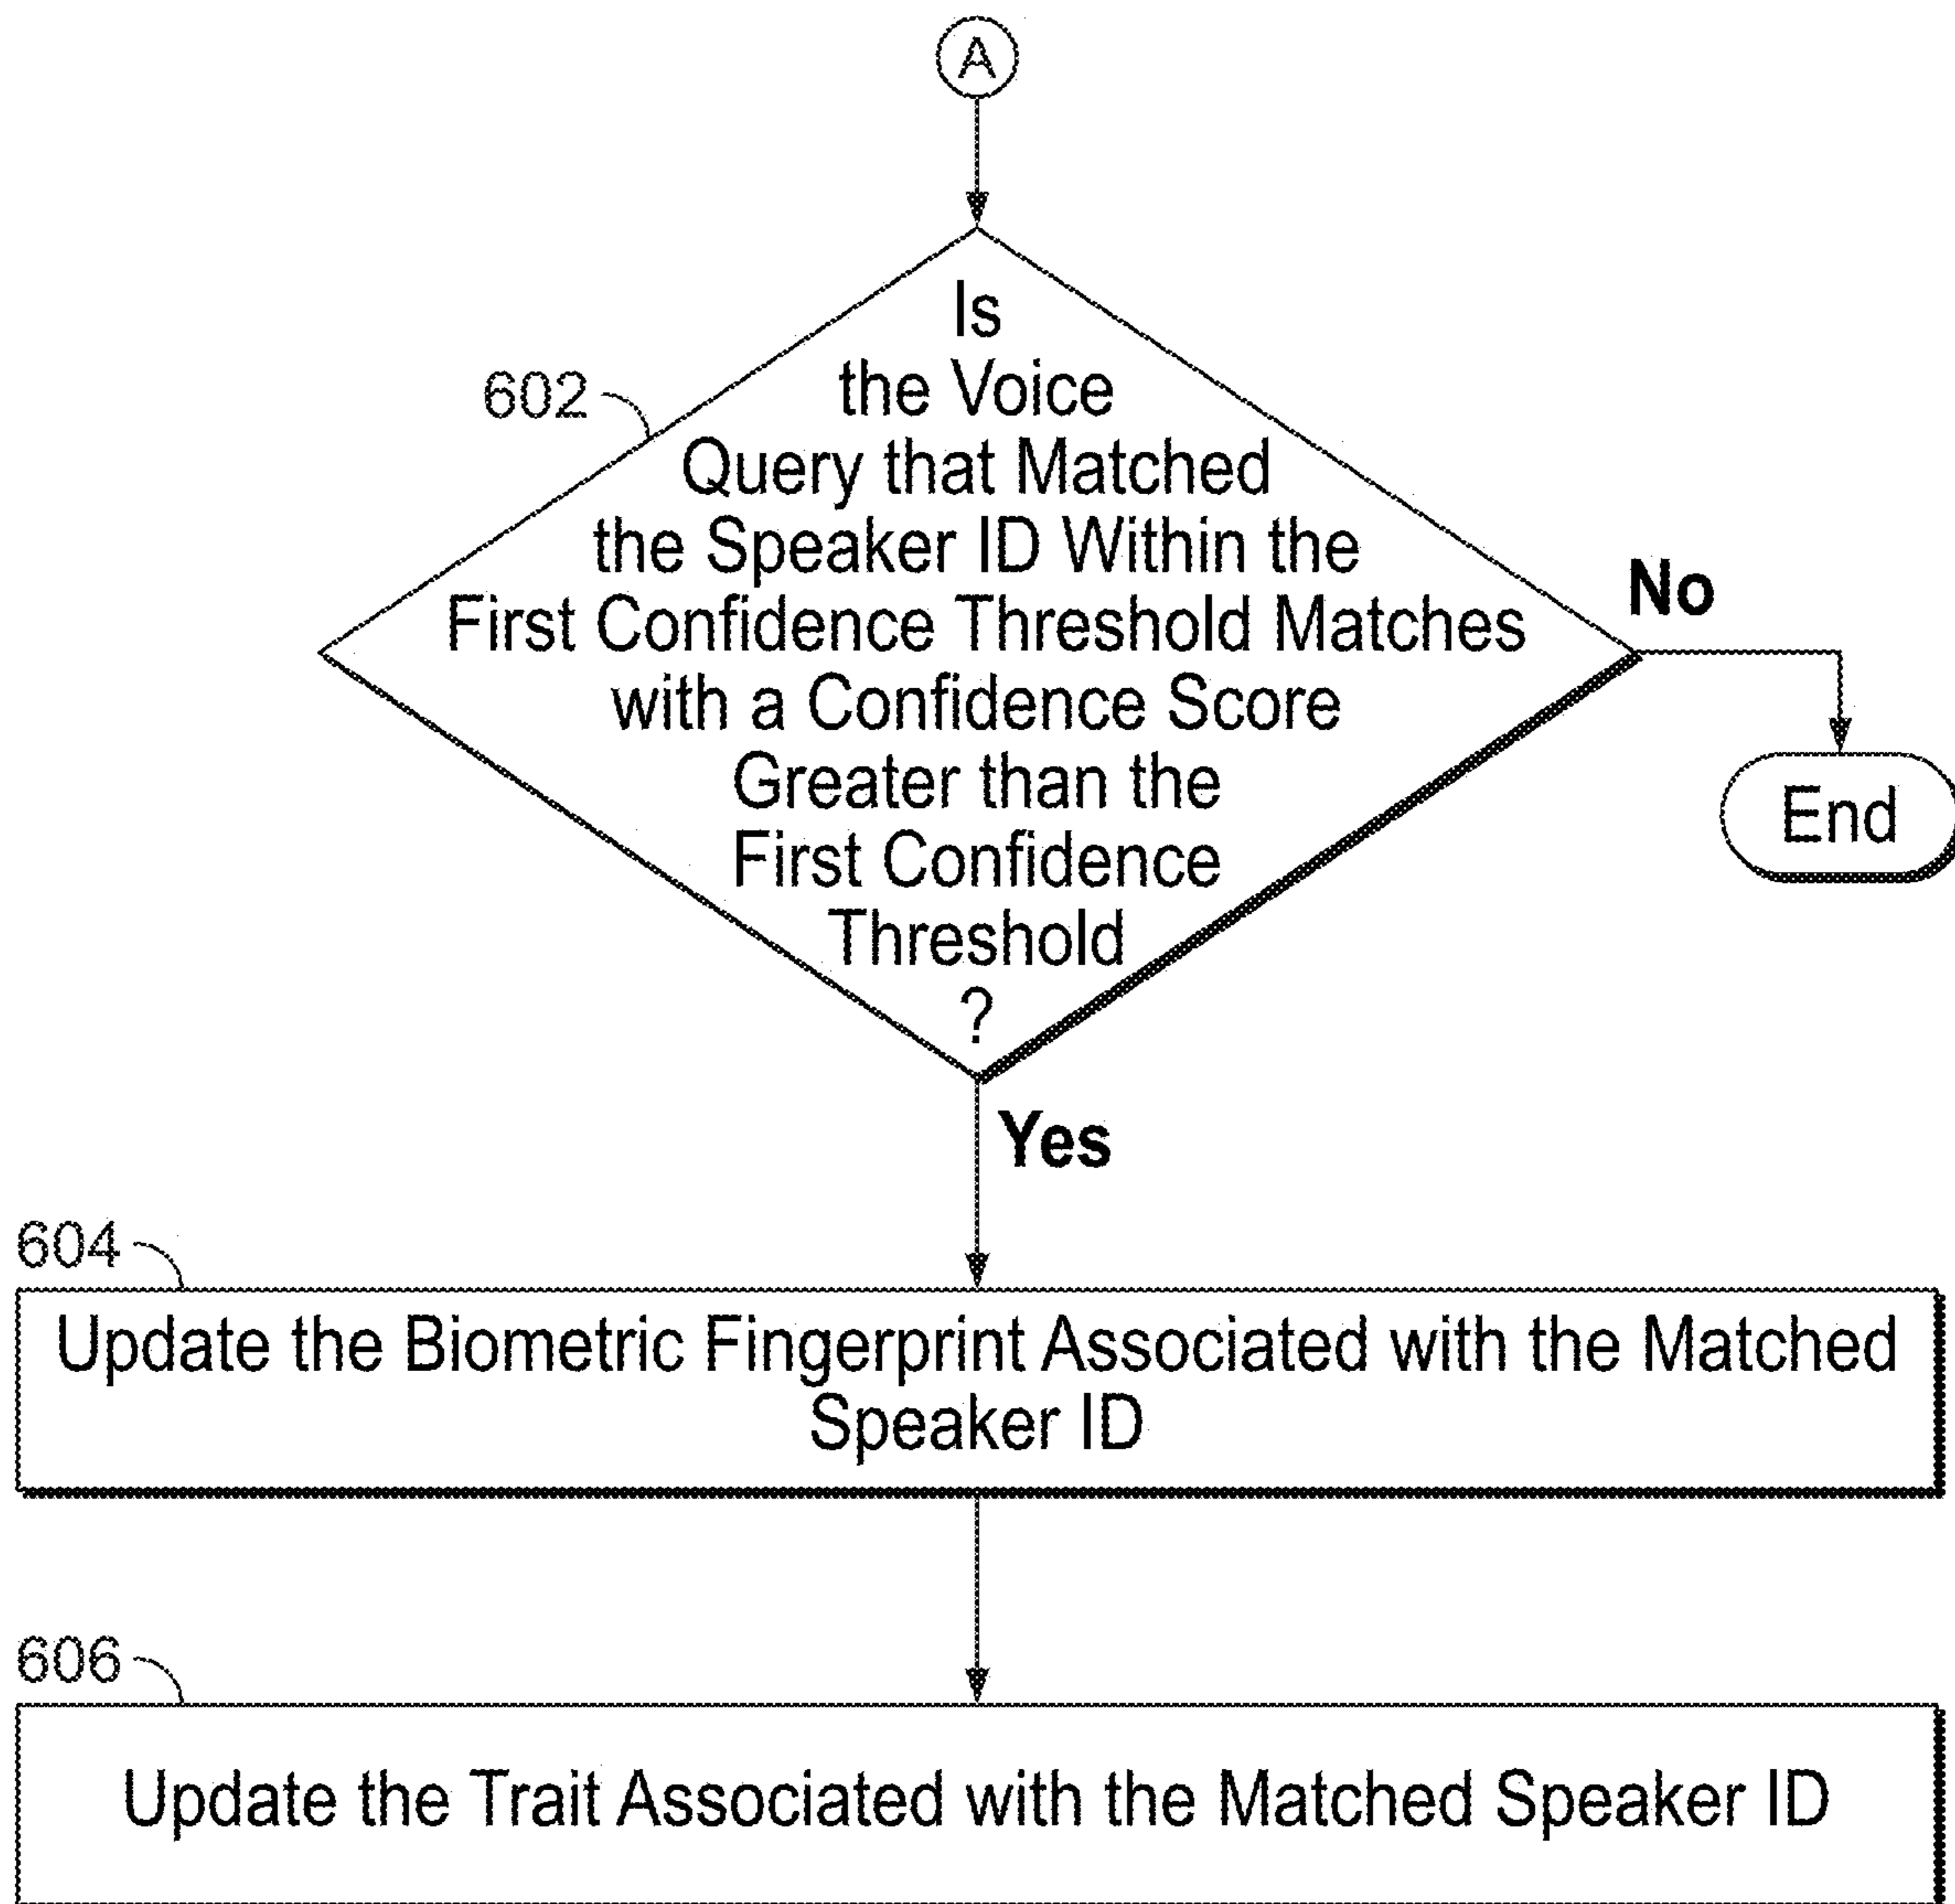 A
Is
the Voice
Query that Matched
the Speaker ID Within the
First Confidence Threshold Matches
with a Confidence Score
Greater than the
First Confidence
Threshold
?
602
No
End
Yes
604
Update the Biometric Fingerprint Associated with the Matched
Speaker ID
606
Update the Trait Associated with the Matched Speaker ID